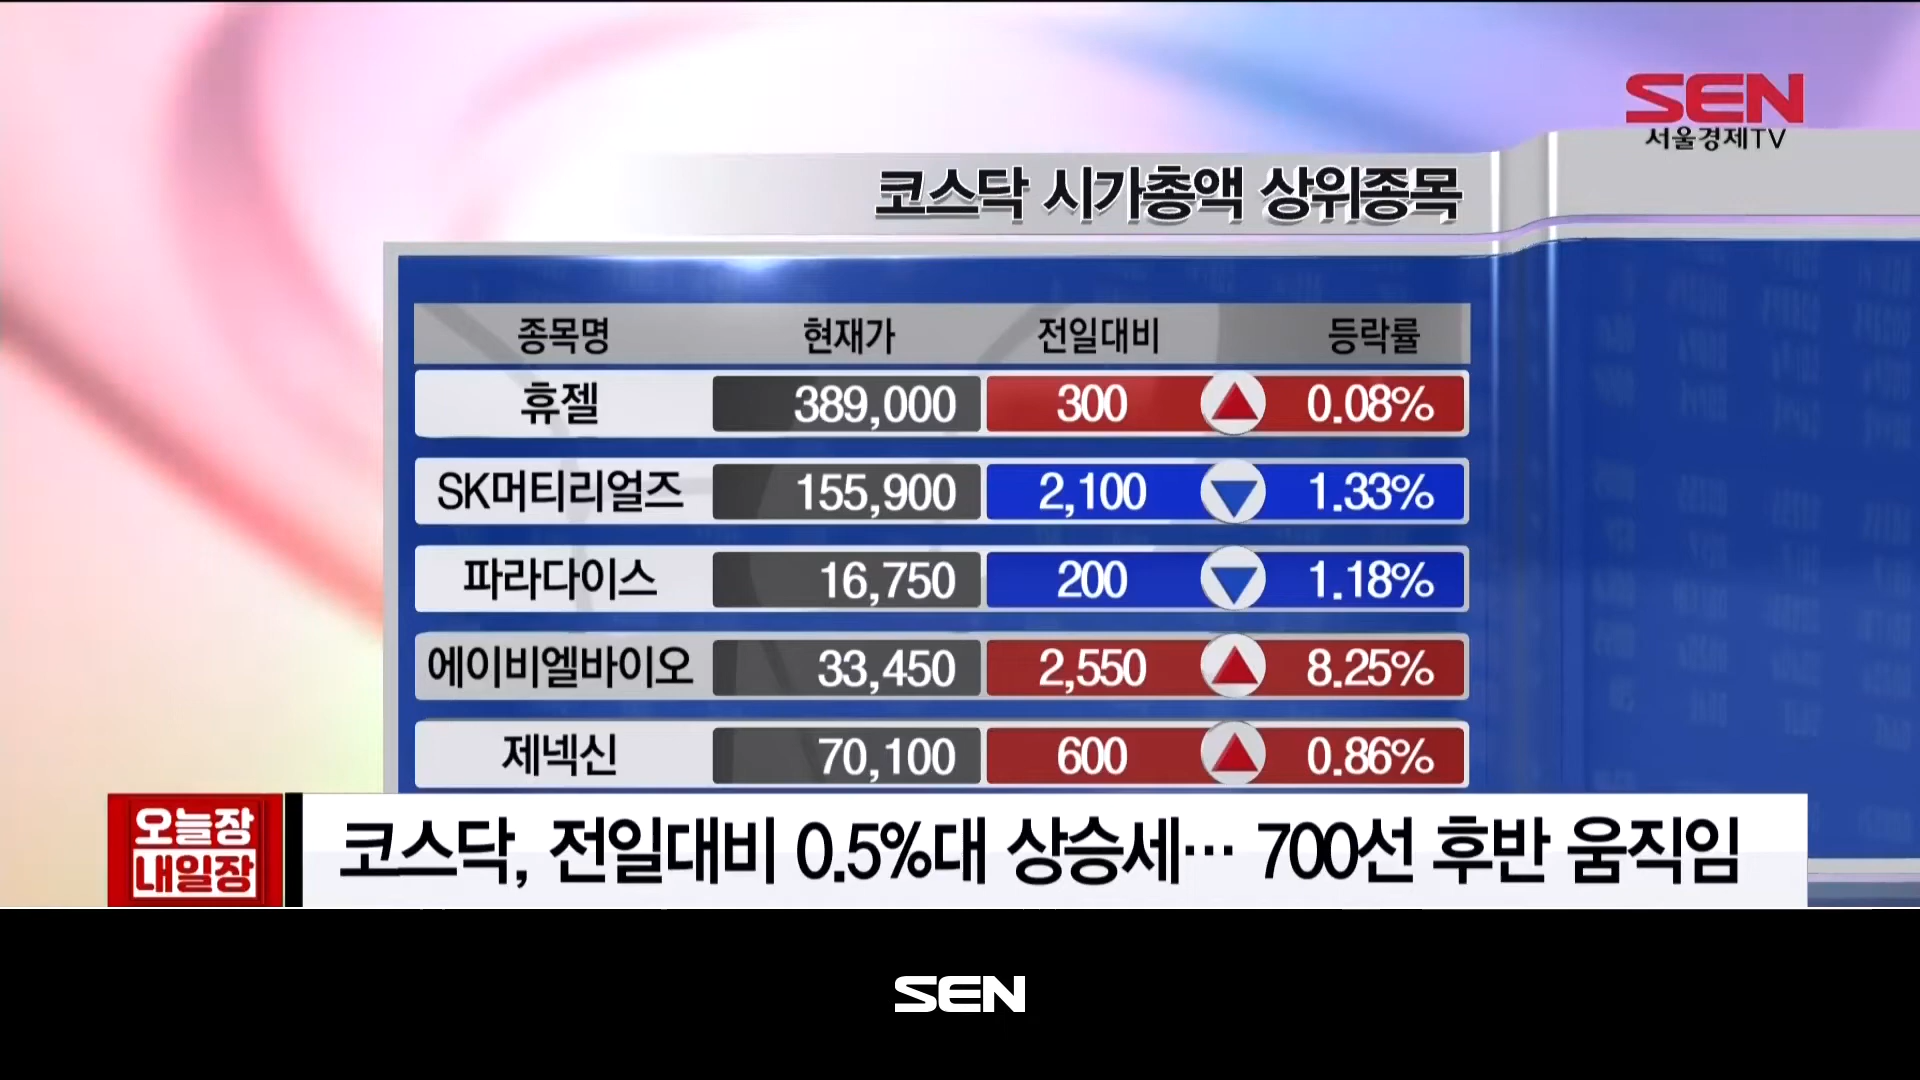 SEN
서울경제TV
코스닥 시가총액 상위종목
종목명 현재가 전일대비 등락률
휴젤 389,000 300 ▲ 0.08%
SK머티리얼즈 155,900 2,100 ▼ 1.33%
파라다이스 16,750 200 ▼ 1.18%
에이비엘바이오 33,450 2,550 ▲ 8.25%
제넥신 70,100 600 ▲ 0.86%
오늘장
내일장
코스닥, 전일대비 0.5%대 상승세… 700선 후반 움직임
SEN